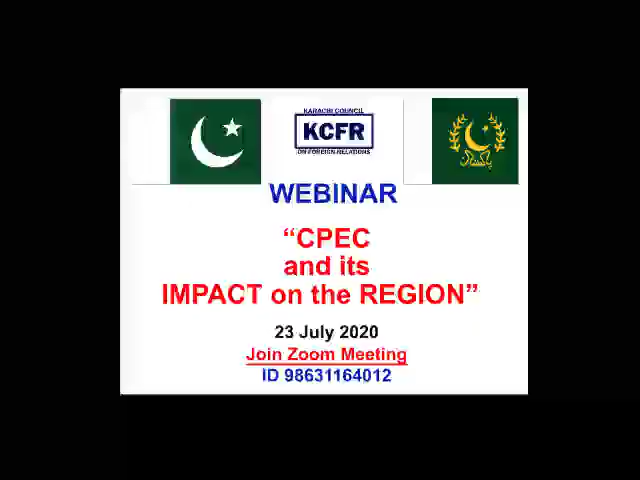 KARACHI COUNCIL
KCFR
ON FOREIGN RELATIONS
پاکستان
WEBINAR
“CPEC
and its
IMPACT on the REGION”
23 July 2020
Join Zoom Meeting
ID 98631164012